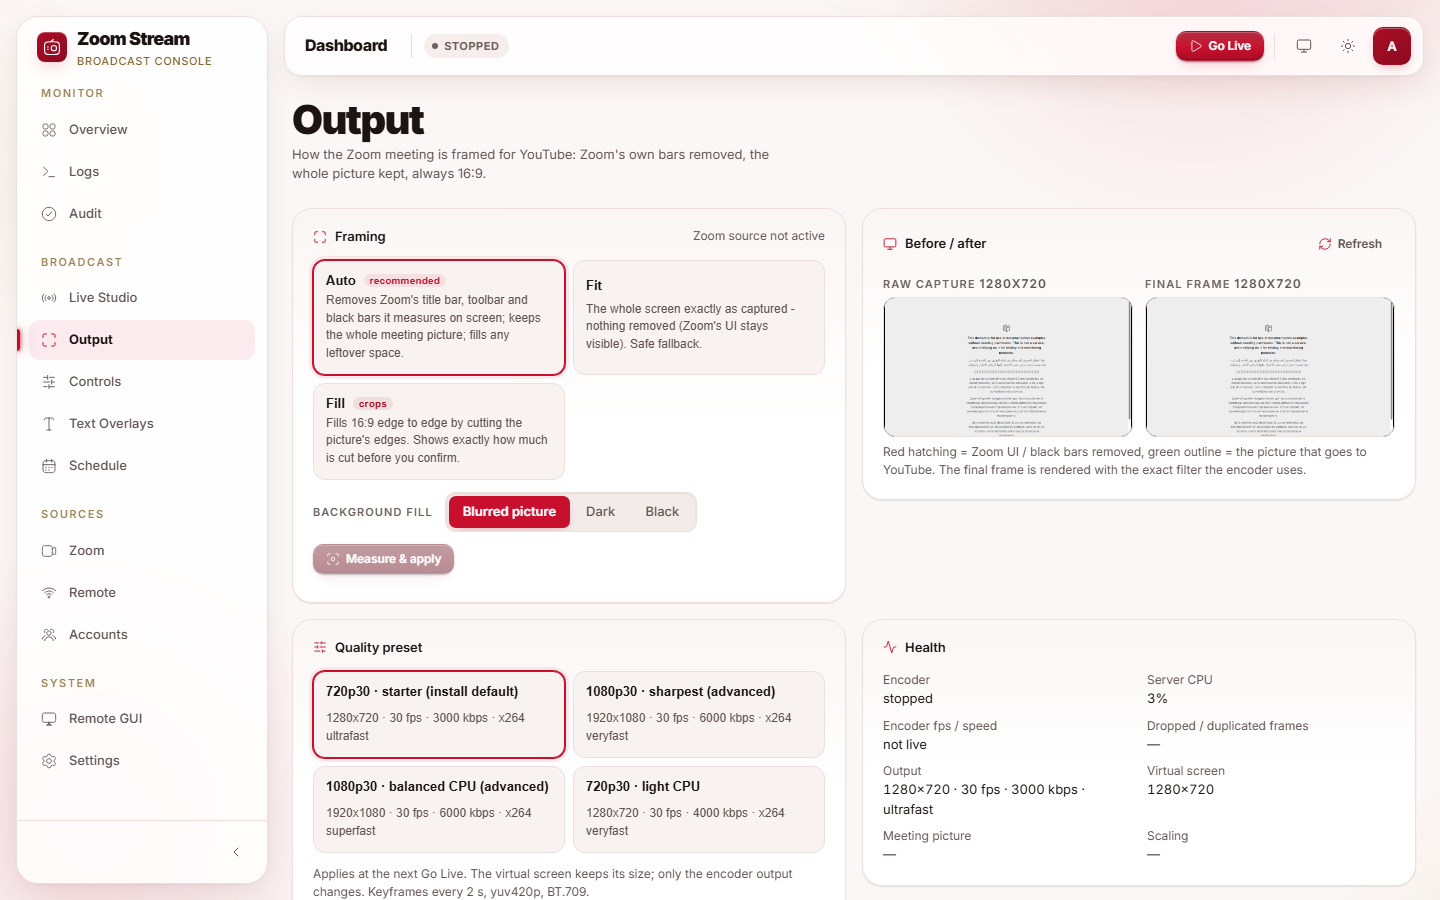 Zoom Stream
BROADCAST CONSOLE
MONITOR
Overview
Logs
Audit
BROADCAST
Live Studio
Output
Controls
Text Overlays
Schedule
SOURCES
Zoom
Remote
Accounts
SYSTEM
Remote GUI
Settings
Dashboard
STOPPED
Go Live
A
Output
How the Zoom meeting is framed for YouTube: Zoom's own bars removed, the
whole picture kept, always 16:9.
Framing
Zoom source not active
Auto recommended
Removes Zoom's title bar, toolbar and
black bars it measures on screen; keeps
the whole meeting picture; fills any
leftover space.
Fit
The whole screen exactly as captured -
nothing removed (Zoom's UI stays
visible). Safe fallback.
Fill crops
Fills 16:9 edge to edge by cutting the
picture's edges. Shows exactly how much
is cut before you confirm.
BACKGROUND FILL
Blurred picture
Dark
Black
Measure & apply
Before / after
Refresh
RAW CAPTURE 1280X720
FINAL FRAME 1280X720
Red hatching = Zoom UI / black bars removed, green outline = the picture that goes to
YouTube. The final frame is rendered with the exact filter the encoder uses.
Quality preset
720p30 · starter (install default)
1280x720 · 30 fps · 3000 kbps · x264
ultrafast
1080p30 · sharpest (advanced)
1920x1080 · 30 fps · 6000 kbps · x264
veryfast
1080p30 · balanced CPU (advanced)
1920x1080 · 30 fps · 6000 kbps · x264
superfast
720p30 · light CPU
1280x720 · 30 fps · 4000 kbps · x264
veryfast
Applies at the next Go Live. The virtual screen keeps its size; only the encoder output
changes. Keyframes every 2 s, yuv420p, BT.709.
Health
Encoder
stopped
Server CPU
3%
Encoder fps / speed
not live
Dropped / duplicated frames
—
Output
1280×720 · 30 fps · 3000 kbps ·
ultrafast
Virtual screen
1280×720
Meeting picture
—
Scaling
—